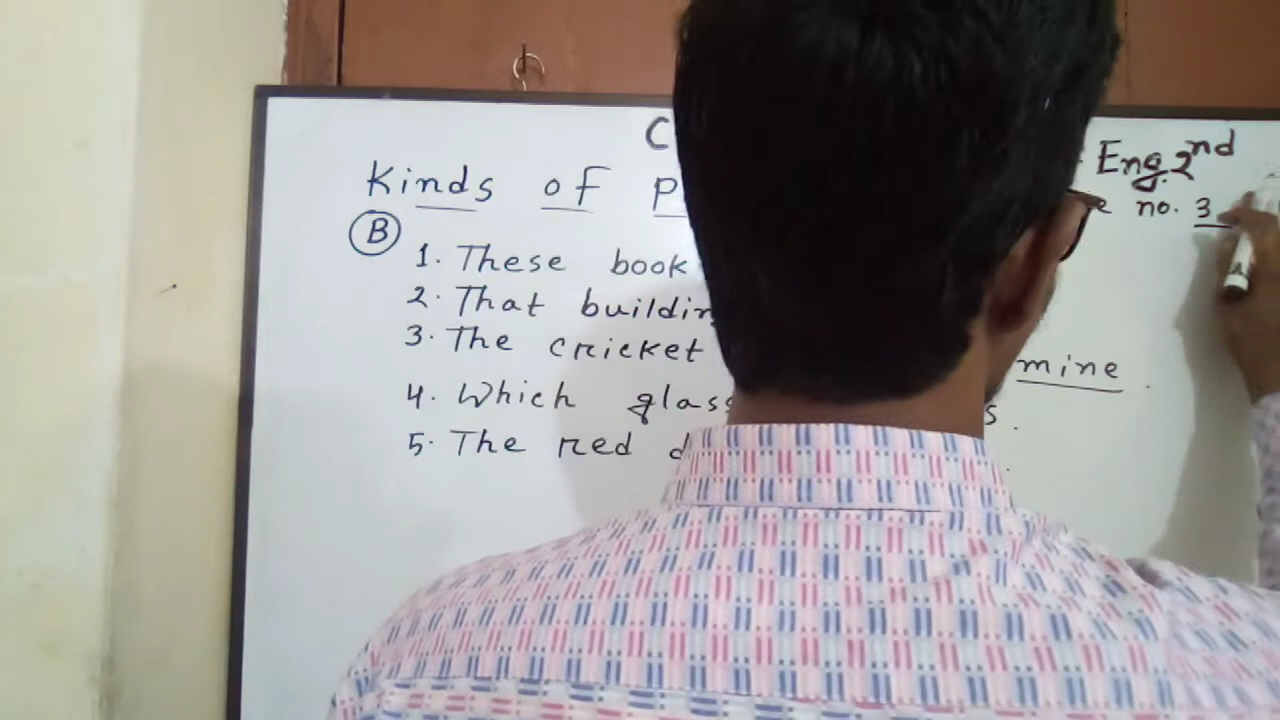 C
Eng. 2nd
Kinds of P
no. 3
B
1. These book
2. That buildin
3. The cricket mine.
4. Which glass s.
5. The red d